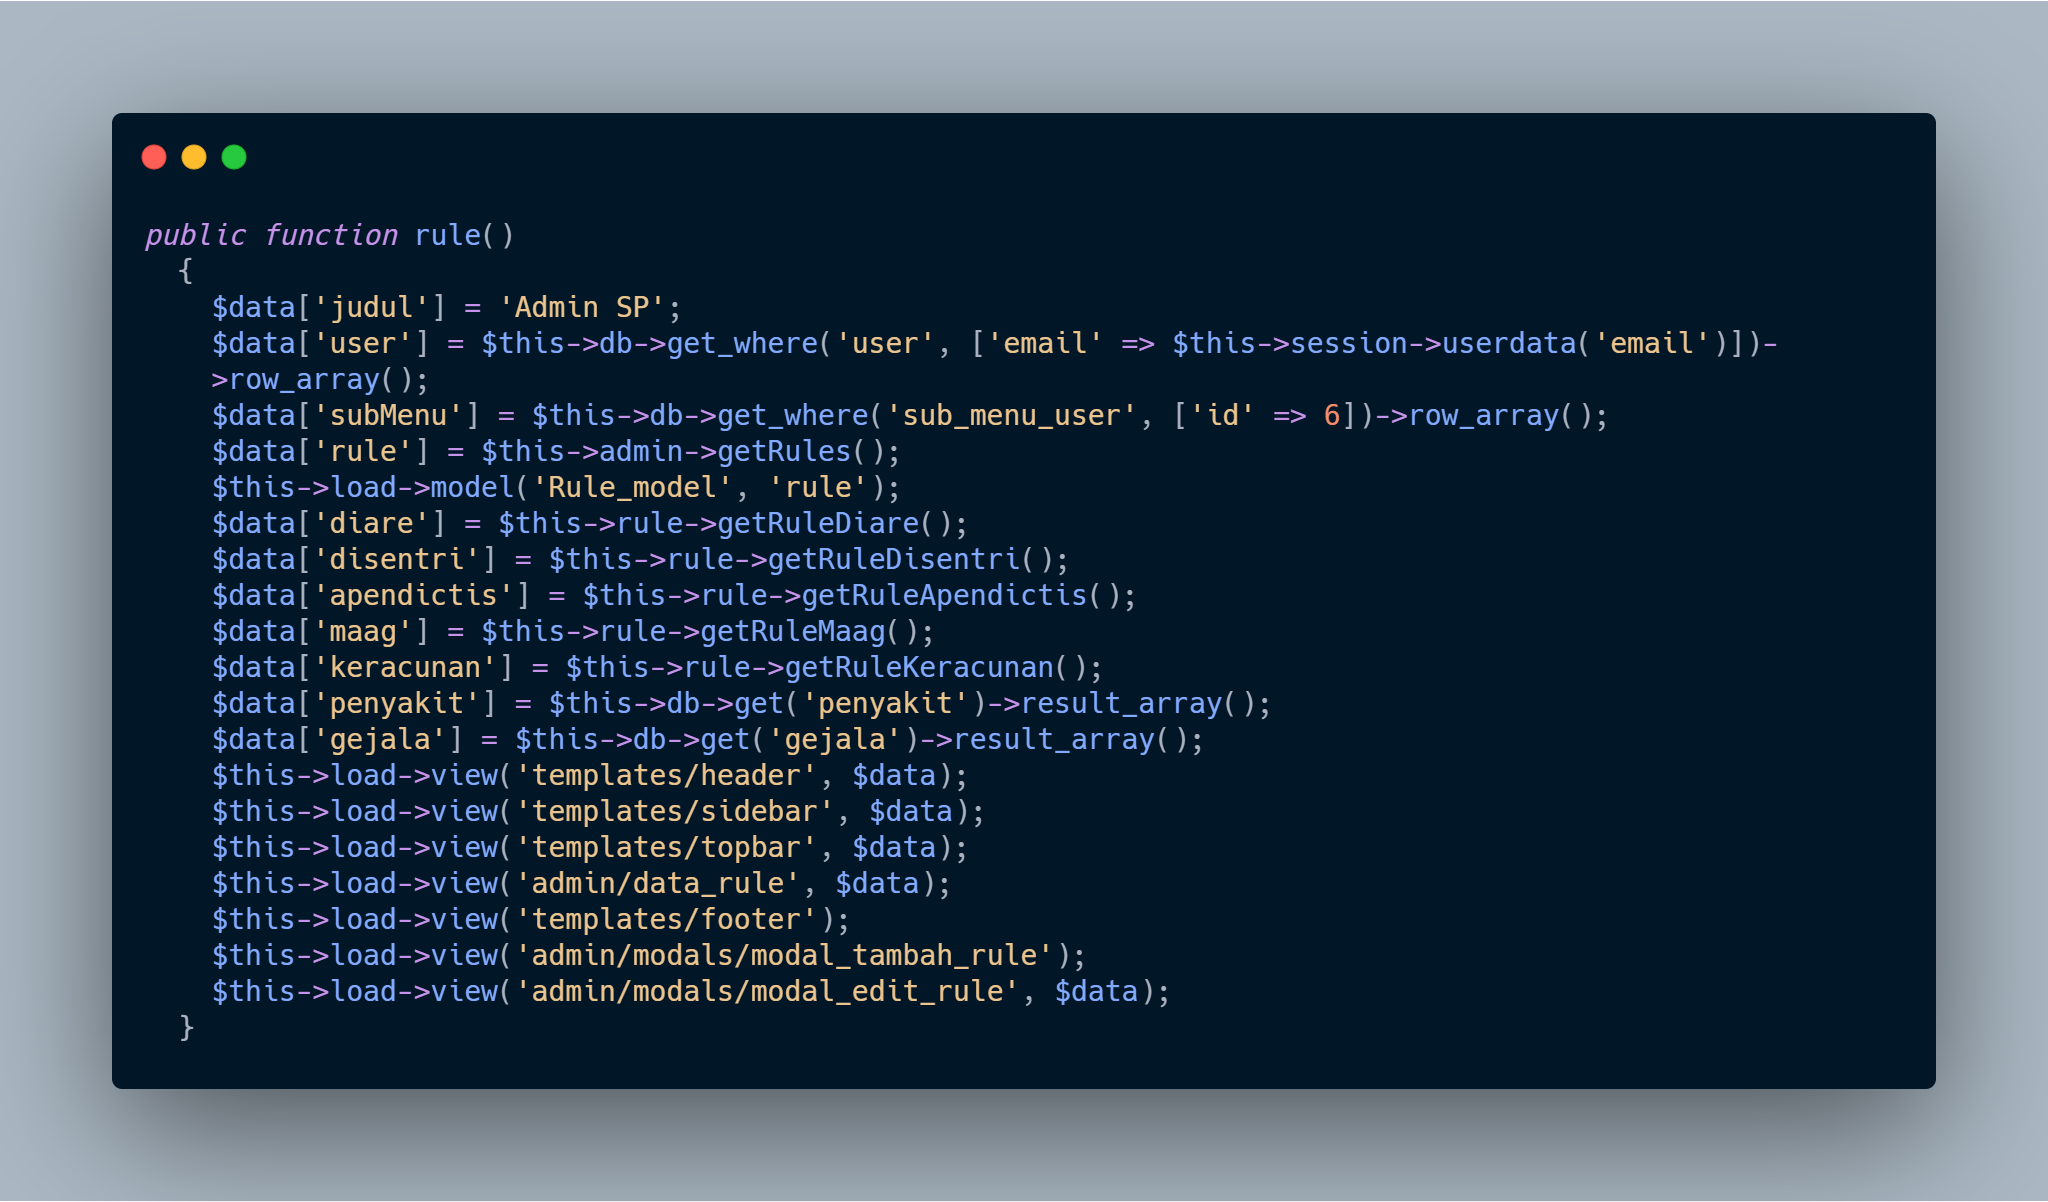 public function rule()
  {
    $data['judul'] = 'Admin SP';
    $data['user'] = $this->db->get_where('user', ['email' => $this->session->userdata('email')])-
    >row_array();
    $data['subMenu'] = $this->db->get_where('sub_menu_user', ['id' => 6])->row_array();
    $data['rule'] = $this->admin->getRules();
    $this->load->model('Rule_model', 'rule');
    $data['diare'] = $this->rule->getRuleDiare();
    $data['disentri'] = $this->rule->getRuleDisentri();
    $data['apendictis'] = $this->rule->getRuleApendictis();
    $data['maag'] = $this->rule->getRuleMaag();
    $data['keracunan'] = $this->rule->getRuleKeracunan();
    $data['penyakit'] = $this->db->get('penyakit')->result_array();
    $data['gejala'] = $this->db->get('gejala')->result_array();
    $this->load->view('templates/header', $data);
    $this->load->view('templates/sidebar', $data);
    $this->load->view('templates/topbar', $data);
    $this->load->view('admin/data_rule', $data);
    $this->load->view('templates/footer');
    $this->load->view('admin/modals/modal_tambah_rule');
    $this->load->view('admin/modals/modal_edit_rule', $data);
  }